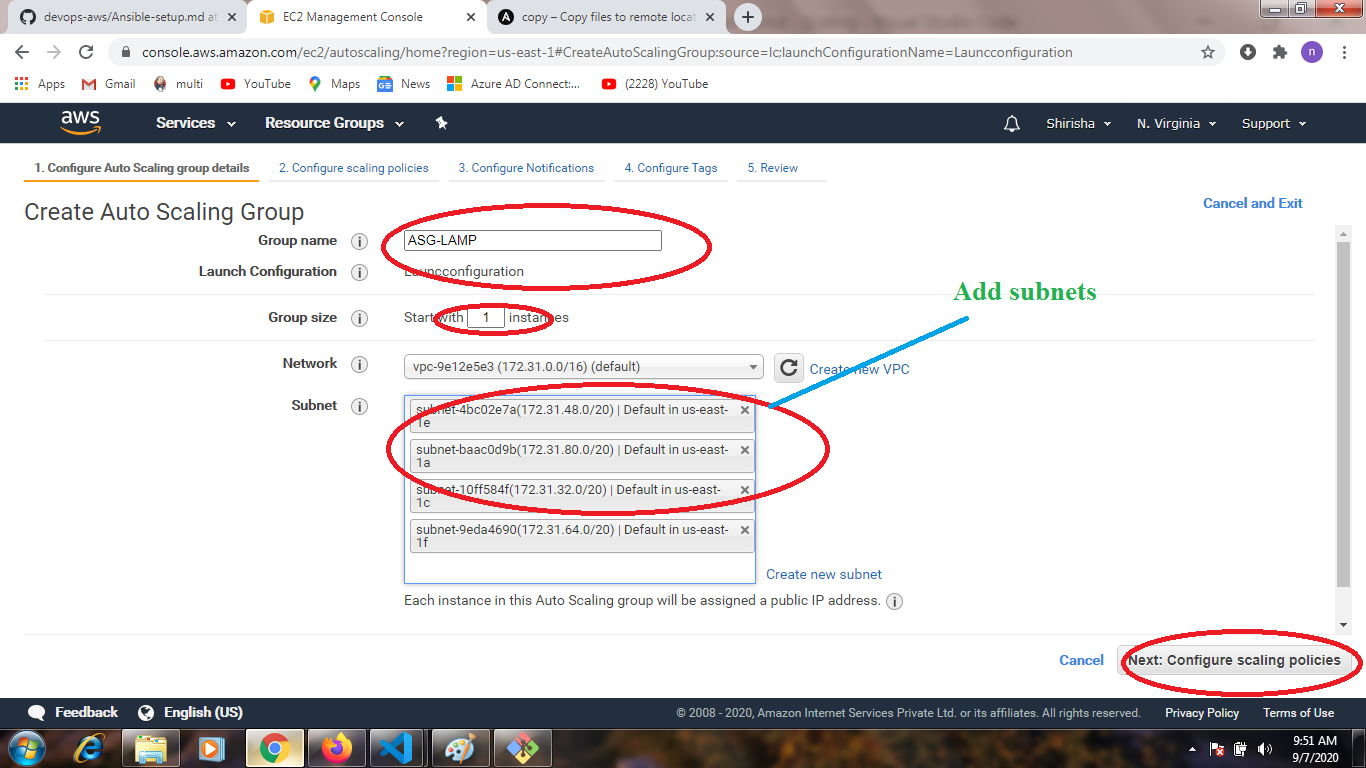 devops-aws/Ansible-setup.md at
EC2 Management Console
copy – Copy files to remote locat
console.aws.amazon.com/ec2/autoscaling/home?region=us-east-1#CreateAutoScalingGroup:source=lc;launchConfigurationName=Launcconfiguration
n
Apps Gmail multi YouTube Maps News Azure AD Connect:... (2228) YouTube
aws Services Resource Groups Shirisha N. Virginia Support
1. Configure Auto Scaling group details 2. Configure scaling policies 3. Configure Notifications 4. Configure Tags 5. Review
Create Auto Scaling Group
Cancel and Exit
Group name i ASG-LAMP
Launch Configuration i Launcconfiguration
Add subnets
Group size i Start with 1 instances
Network i vpc-9e12e5e3 (172.31.0.0/16) (default) Create new VPC
Subnet i subnet-4bc02e7a(172.31.48.0/20) | Default in us-east-
1e
subnet-baac0d9b(172.31.80.0/20) | Default in us-east-
1a
subnet-10ff584f(172.31.32.0/20) | Default in us-east-
1c
subnet-9eda4690(172.31.64.0/20) | Default in us-east-
1f
Create new subnet
Each instance in this Auto Scaling group will be assigned a public IP address. i
Cancel Next: Configure scaling policies
Feedback English (US) © 2008 - 2020, Amazon Internet Services Private Ltd. or its affiliates. All rights reserved. Privacy Policy Terms of Use
9:51 AM
9/7/2020